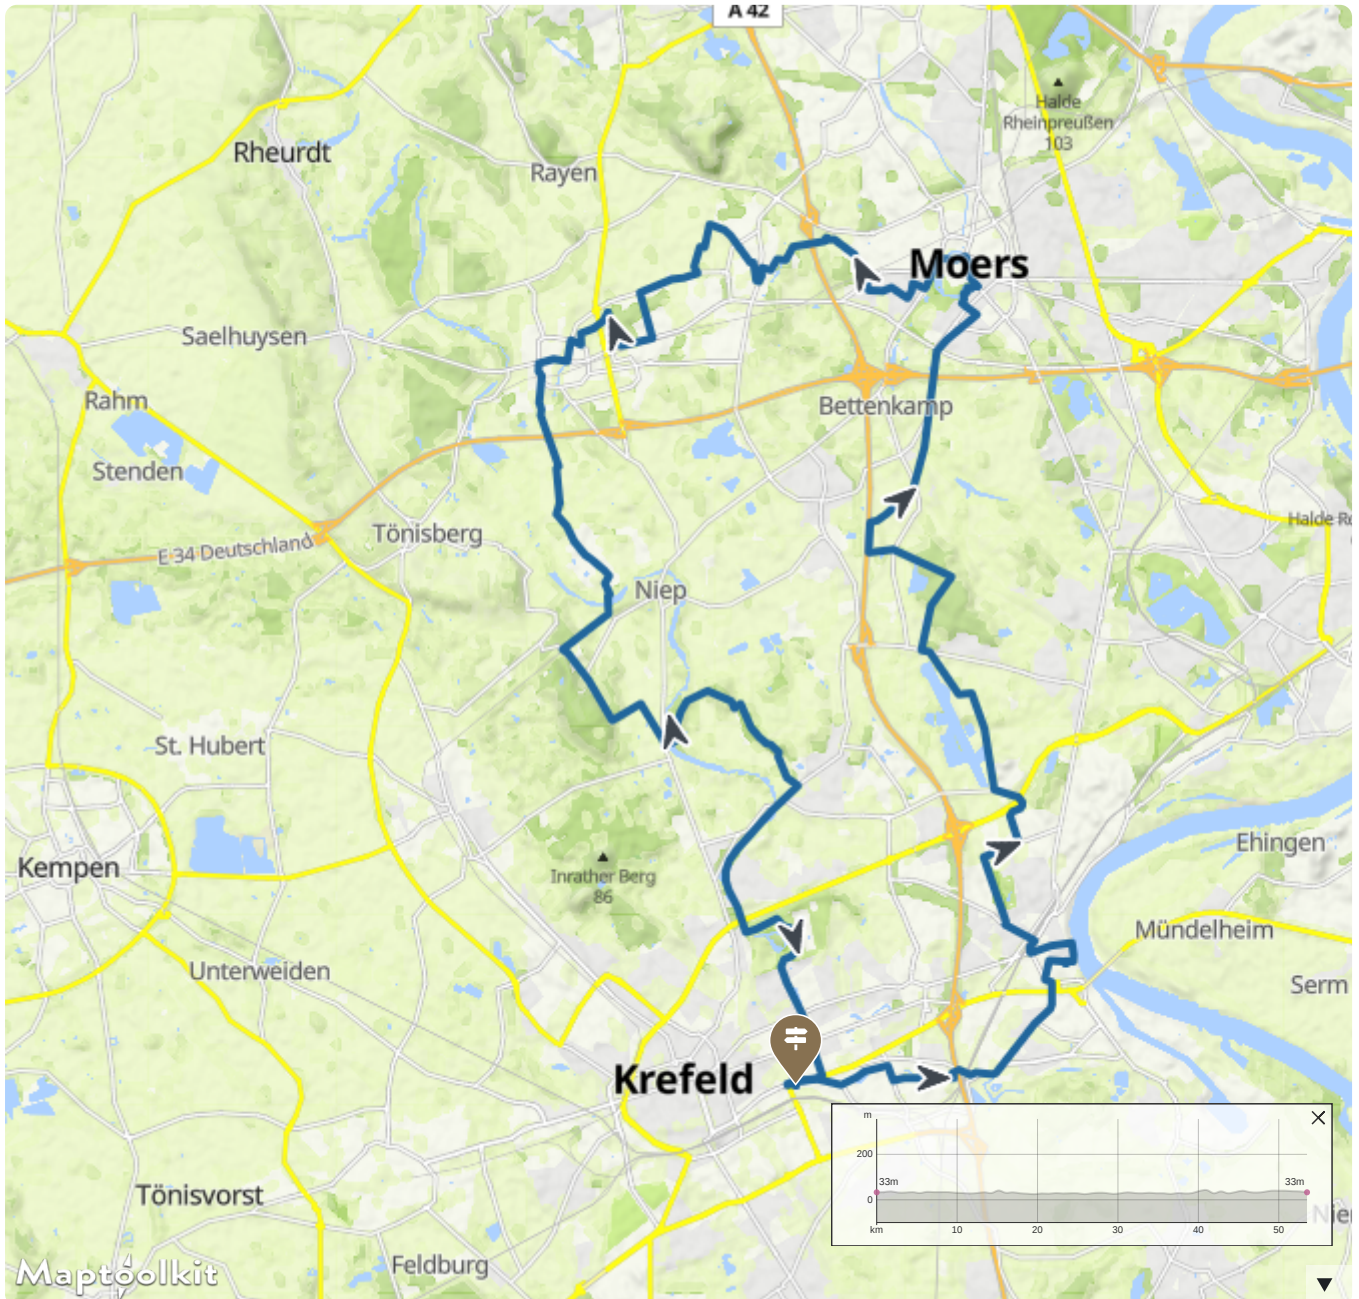 A 42
Halde
Rheinpreußen
103
Rheurdt
Rayen
Moers
Saelhuysen
Rahm
Bettenkamp
Stenden
Halde
Tönisberg
E 34 Deutschland
Niep
St. Hubert
Ehingen
Kempen
Inrather Berg
86
Mündelheim
Unterweiden
Serm
Krefeld
m
200
33m
33m
0
km 10 20 30 40 50
Tönisvorst
Feldburg
Maptoolkit